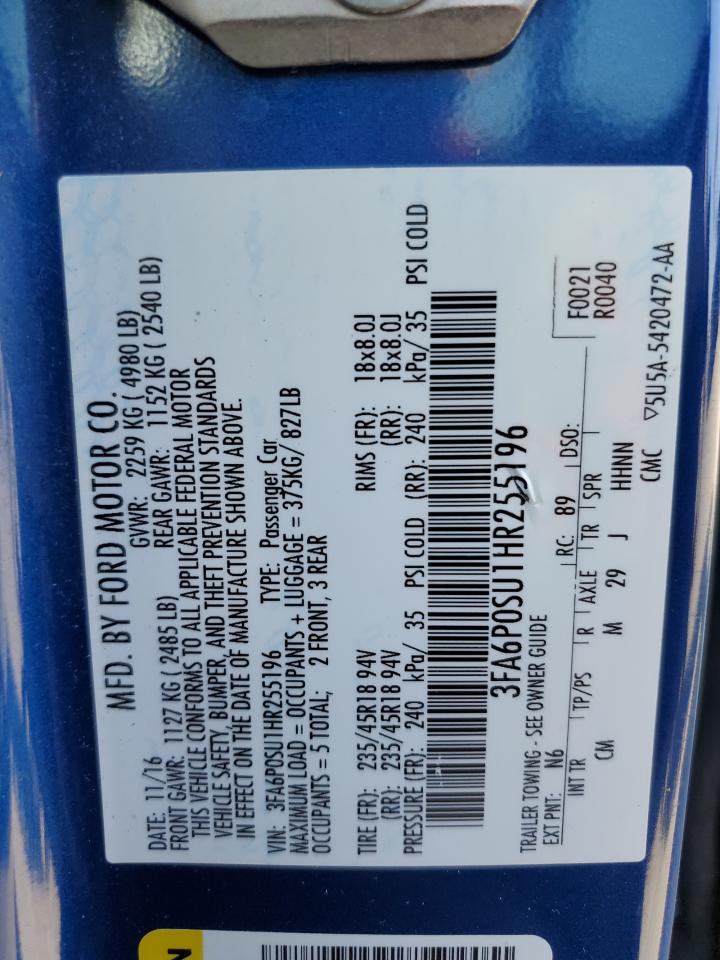 MFD. BY FORD MOTOR CO.
DATE: 11/16 GVWR: 2259 KG ( 4980 LB)
FRONT GAWR: 1127 KG ( 2485 LB) REAR GAWR: 1152 KG ( 2540 LB)
THIS VEHICLE CONFORMS TO ALL APPLICABLE FEDERAL MOTOR
VEHICLE SAFETY, BUMPER, AND THEFT PREVENTION STANDARDS
IN EFFECT ON THE DATE OF MANUFACTURE SHOWN ABOVE.
VIN: 3FA6P0SU1HR255196 TYPE: Passenger Car
MAXIMUM LOAD = OCCUPANTS + LUGGAGE = 375KG/ 827LB
OCCUPANTS = 5 TOTAL; 2 FRONT, 3 REAR
TIRE (FR): 235/45R18 94V RIMS (FR): 18x8.0J
(RR): 235/45R18 94V (RR): 18x8.0J
PRESSURE (FR): 240 kPa/ 35 PSI COLD (RR): 240 kPa/ 35 PSI COLD
3FA6P0SU1HR255196
TRAILER TOWING - SEE OWNER GUIDE
F0021
EXT PNT: N6 RC: 89 DSO: R0040
INT TR TP/PS R AXLE TR SPR
CM M 29 J HHNN
CMC ▽5U5A-5420472-AA
N